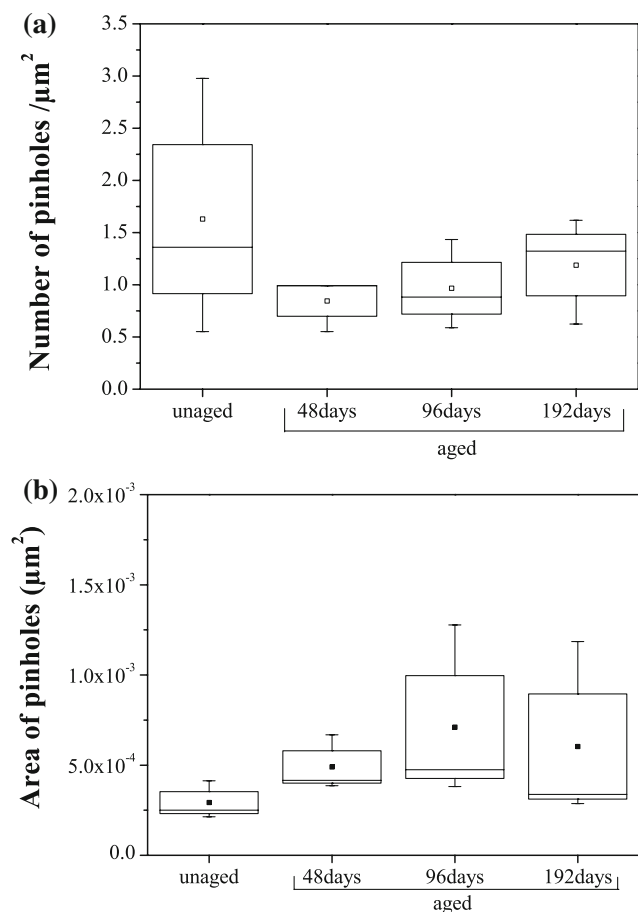 (a)
Number of pinholes /μm²
3.5
3.0
2.5
2.0
1.5
1.0
0.5
0.0
unaged 48days 96days 192days
aged
(b)
Area of pinholes (μm²)
2.0x10⁻³
1.5x10⁻³
1.0x10⁻³
5.0x10⁻⁴
0.0
unaged 48days 96days 192days
aged